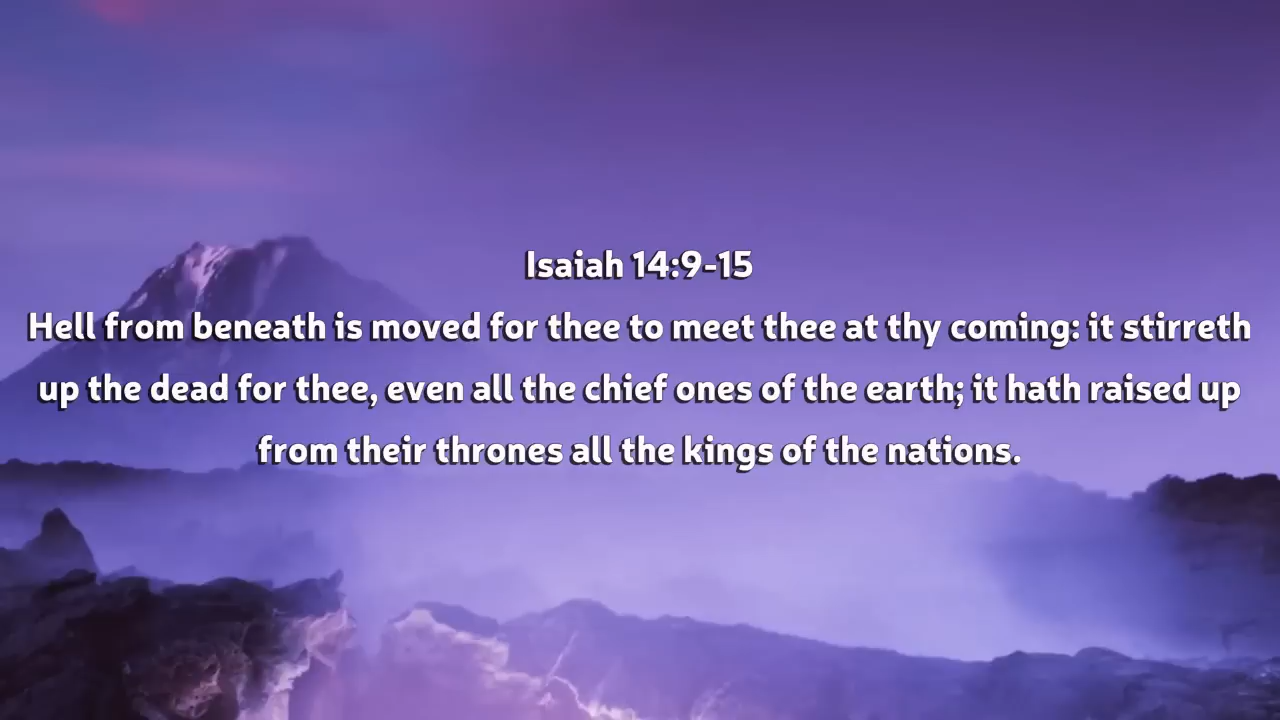 Isaiah 14:9-15
Hell from beneath is moved for thee to meet thee at thy coming: it stirreth
up the dead for thee, even all the chief ones of the earth; it hath raised up
from their thrones all the kings of the nations.